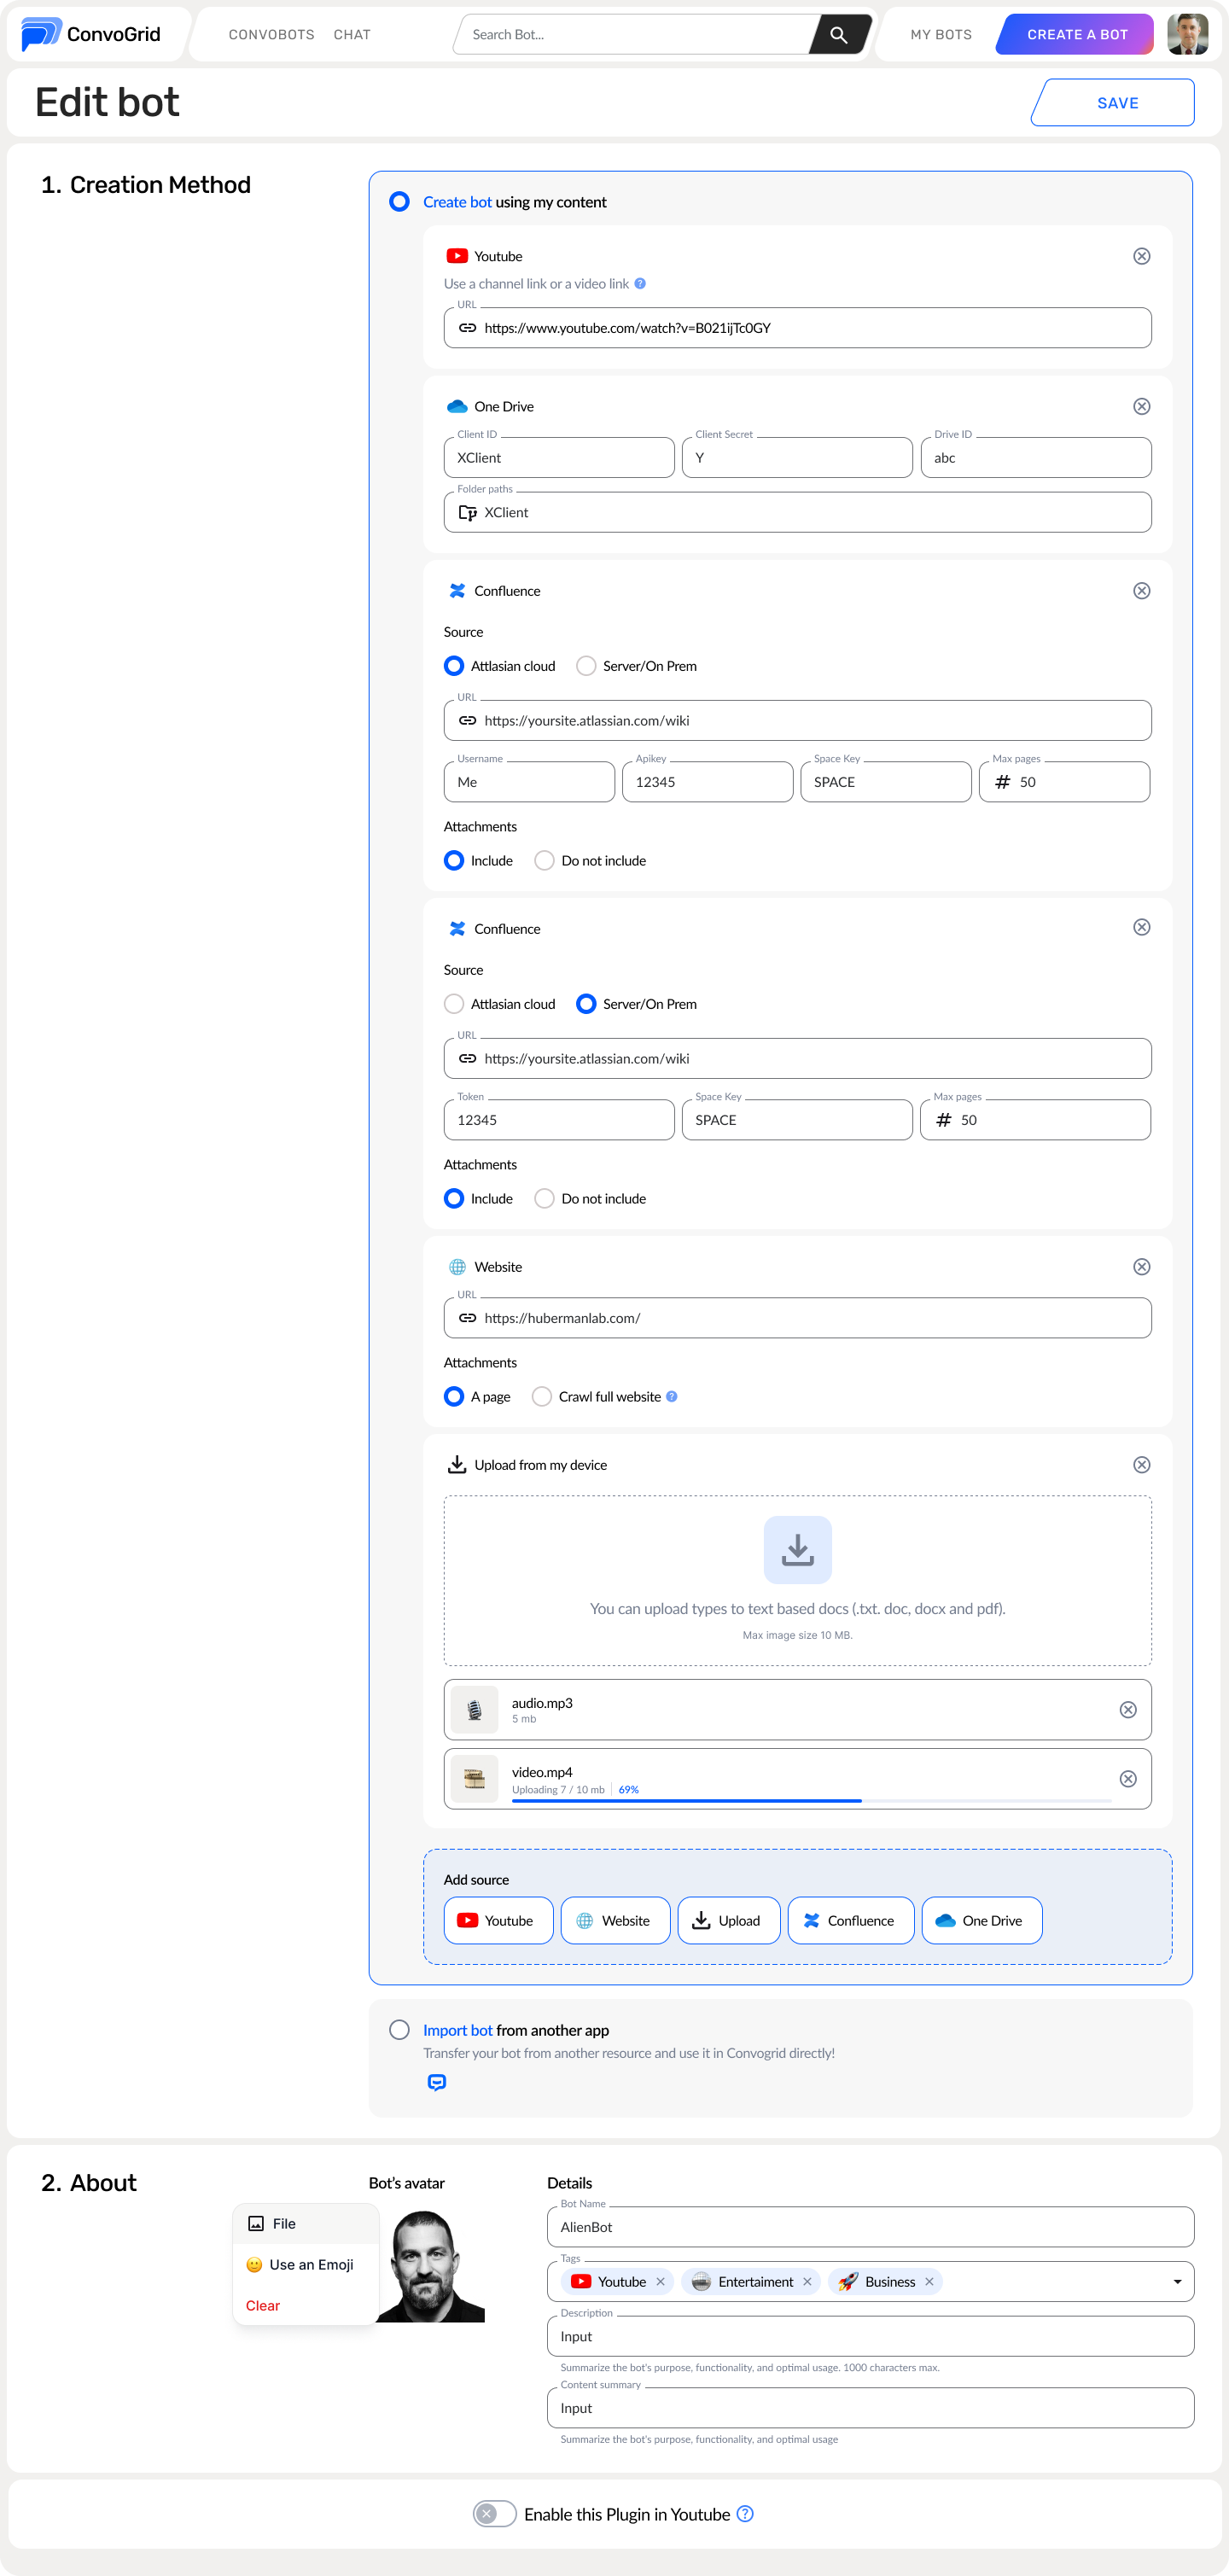 ConvoGrid
CONVOBOTS CHAT
Search Bot...
MY BOTS
CREATE A BOT
Edit bot
SAVE
1. Creation Method
Create bot using my content
Youtube
Use a channel link or a video link ?
URL
https://www.youtube.com/watch?v=B021ijTc0GY
One Drive
Client ID Client Secret Drive ID
XClient Y abc
Folder paths
XClient
Confluence
Source
Attlasian cloud Server/On Prem
URL
https://yoursite.atlassian.com/wiki
Username Apikey Space Key Max pages
Me 12345 SPACE # 50
Attachments
Include Do not include
Confluence
Source
Attlasian cloud Server/On Prem
URL
https://yoursite.atlassian.com/wiki
Token Space Key Max pages
12345 SPACE # 50
Attachments
Include Do not include
Website
URL
https://hubermanlab.com/
Attachments
A page Crawl full website ?
Upload from my device
You can upload types to text based docs (.txt. doc, docx and pdf).
Max image size 10 MB.
audio.mp3
5 mb
video.mp4
Uploading 7 / 10 mb 69%
Add source
Youtube Website Upload Confluence One Drive
Import bot from another app
Transfer your bot from another resource and use it in Convogrid directly!
2. About
Bot's avatar
File
Use an Emoji
Clear
Details
Bot Name
AlienBot
Tags
Youtube Entertaiment Business
Description
Input
Summarize the bot's purpose, functionality, and optimal usage. 1000 characters max.
Content summary
Input
Summarize the bot's purpose, functionality, and optimal usage
Enable this Plugin in Youtube ?